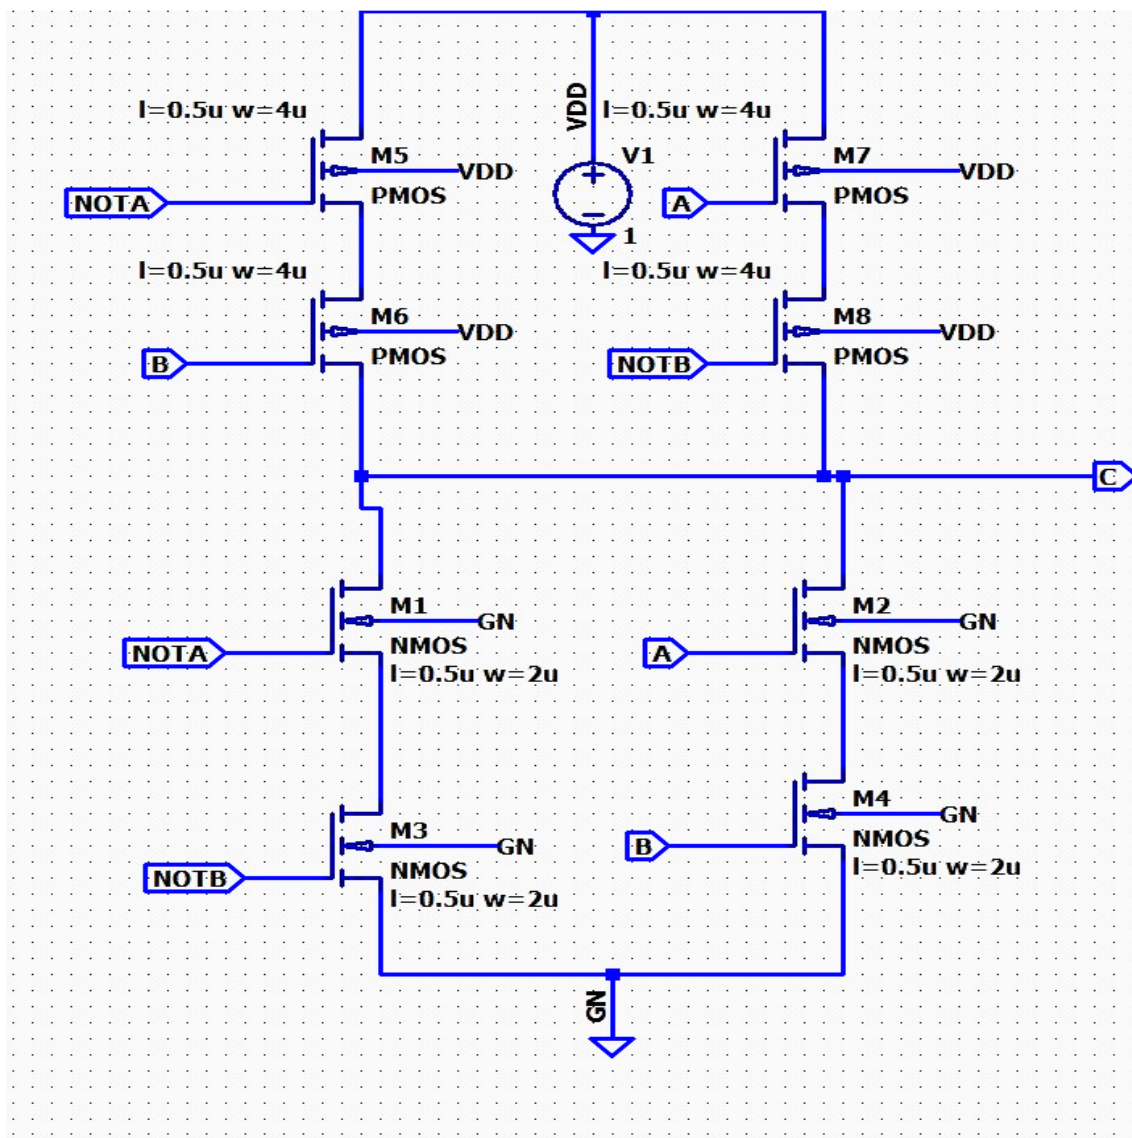 l=0.5u w=4u
VDD
l=0.5u w=4u
M5
V1
M7
VDD
VDD
NOTA
PMOS
A
PMOS
1
l=0.5u w=4u
l=0.5u w=4u
M6
M8
VDD
VDD
B
PMOS
NOTB
PMOS
C
M1
M2
GN
GN
NOTA
NMOS
A
NMOS
l=0.5u w=2u
l=0.5u w=2u
M4
GN
M3
B
NMOS
GN
l=0.5u w=2u
NOTB
NMOS
l=0.5u w=2u
GN